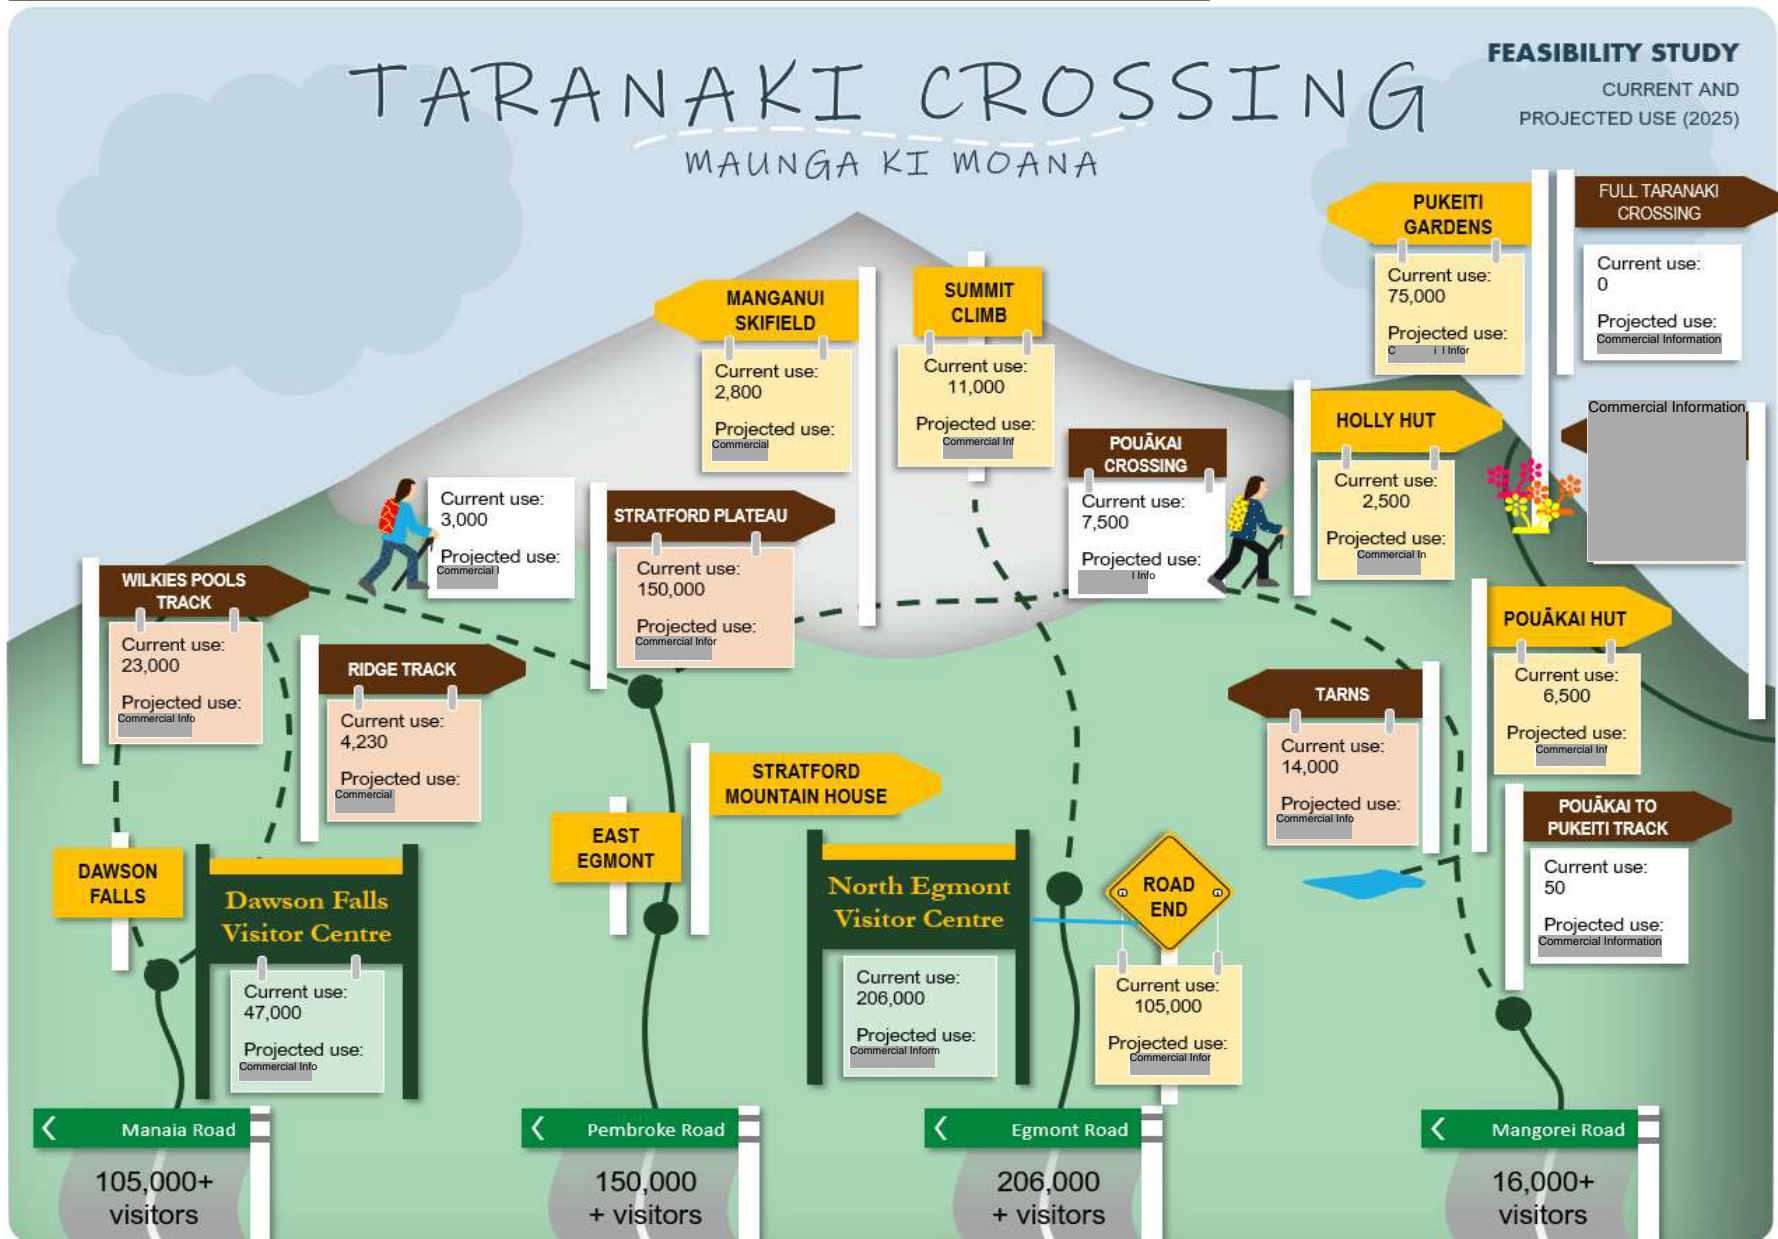 TARANAKI CROSSING
MAUNGA KI MOANA
FEASIBILITY STUDY
CURRENT AND
PROJECTED USE (2025)
PUKEITI
GARDENS
Current use:
75,000
Projected use:
FULL TARANAKI
CROSSING
Current use:
0
Projected use:
Commercial Information
MANGANUI
SKIFIELD
Current use:
2,800
Projected use:
Commercial
SUMMIT
CLIMB
Current use:
11,000
Projected use:
Commercial Inf
POUĀKAI
CROSSING
Current use:
7,500
Projected use:
l Info
HOLLY HUT
Current use:
2,500
Projected use:
Commercial In
Commercial Information
Current use:
3,000
Projected use:
Commercial I
STRATFORD PLATEAU
Current use:
150,000
Projected use:
Commercial Infor
WILKIES POOLS
TRACK
Current use:
23,000
Projected use:
Commercial Info
RIDGE TRACK
Current use:
4,230
Projected use:
Commercial
POUĀKAI HUT
Current use:
6,500
Projected use:
Commercial Inf
TARNS
Current use:
14,000
Projected use:
Commercial Info
STRATFORD
MOUNTAIN HOUSE
EAST
EGMONT
POUĀKAI TO
PUKEITI TRACK
Current use:
50
Projected use:
Commercial Information
DAWSON
FALLS
Dawson Falls
Visitor Centre
Current use:
47,000
Projected use:
Commercial Info
North Egmont
Visitor Centre
Current use:
206,000
Projected use:
Commercial Inform
ROAD
END
Current use:
105,000
Projected use:
Commercial Infor
Manaia Road
105,000+
visitors
Pembroke Road
150,000
+ visitors
Egmont Road
206,000
+ visitors
Mangorei Road
16,000+
visitors